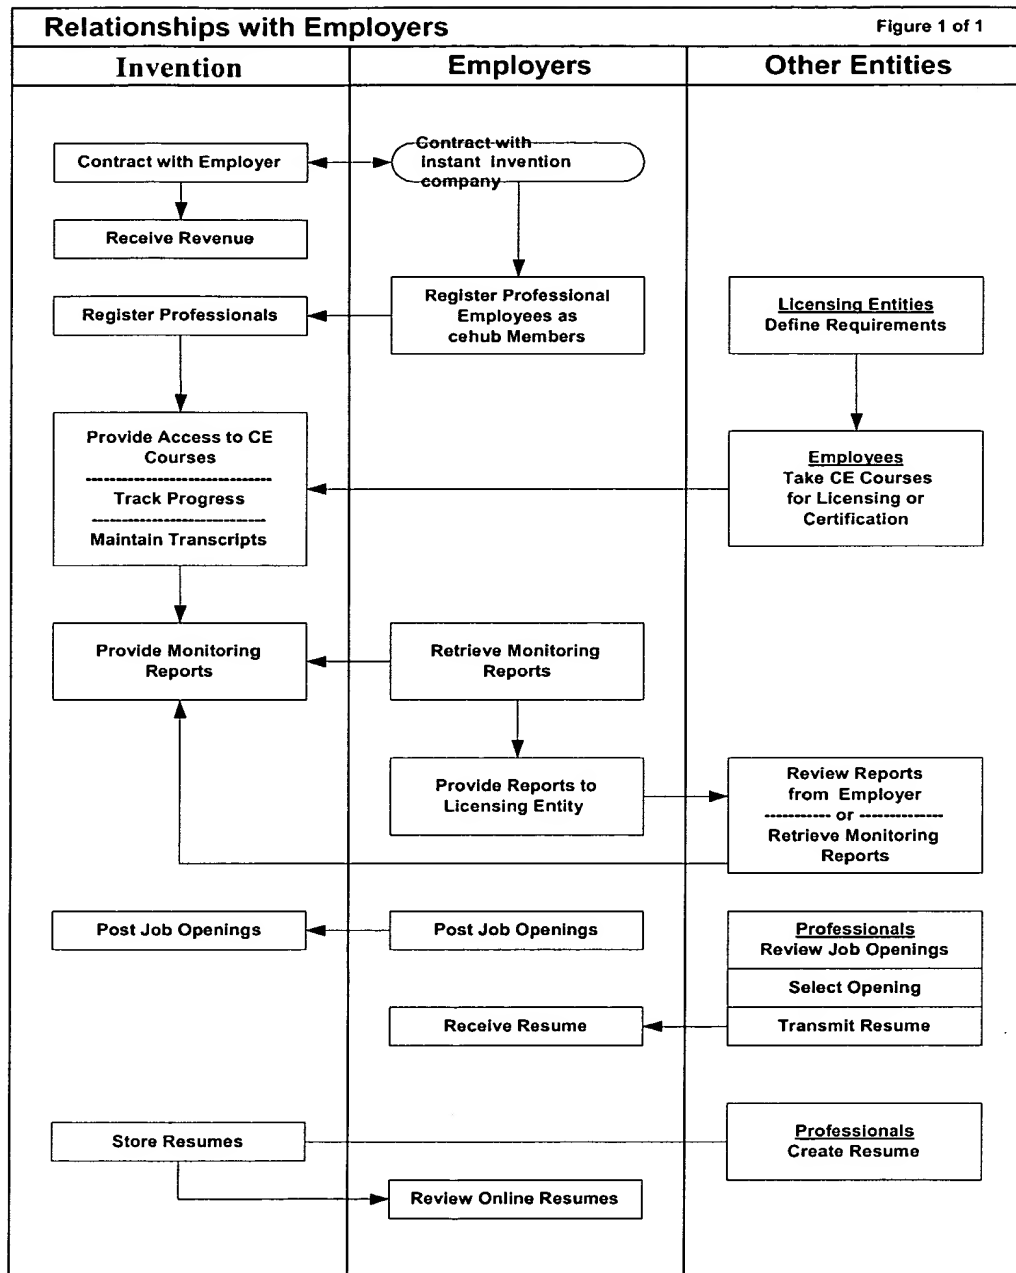 Relationships with Employers
Figure 1 of 1
Invention
Employers
Other Entities
Contract with Employer
Contract with
Instant Invention
company
Receive Revenue
Register Professionals
Register Professional
Employees as
cehub Members
Licensing Entities
Define Requirements
Provide Access to CE
Courses
Track Progress
Maintain Transcripts
Employees
Take CE Courses
for Licensing or
Certification
Provide Monitoring
Reports
Retrieve Monitoring
Reports
Provide Reports to
Licensing Entity
Review Reports
from Employer
----------- or --------------
Retrieve Monitoring
Reports
Post Job Openings
Post Job Openings
Professionals
Review Job Openings
Select Opening
Receive Resume
Transmit Resume
Store Resumes
Professionals
Create Resume
Review Online Resumes